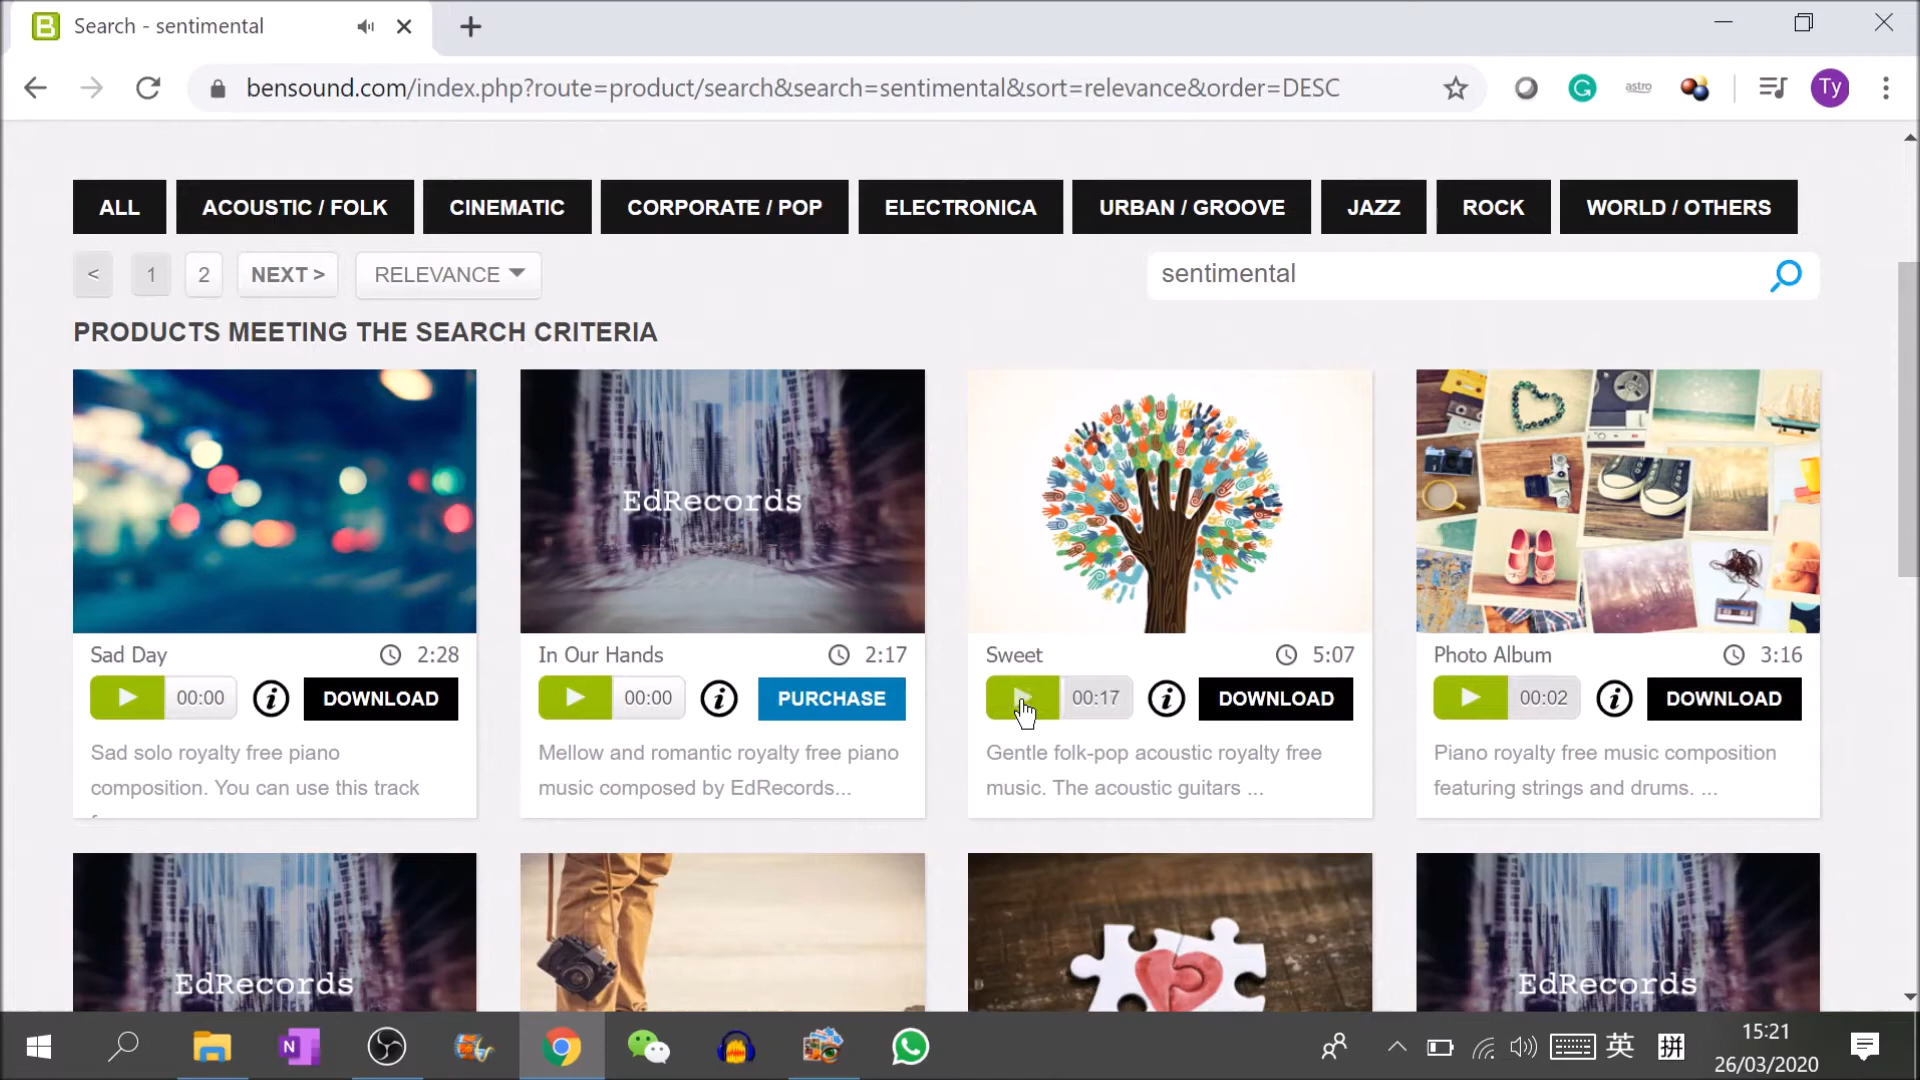 Search - sentimental
bensound.com/index.php?route=product/search&search=sentimental&sort=relevance&order=DESC
astro
Ty
ALL
ACOUSTIC / FOLK
CINEMATIC
CORPORATE / POP
ELECTRONICA
URBAN / GROOVE
JAZZ
ROCK
WORLD / OTHERS
<
1
2
NEXT >
RELEVANCE
sentimental
PRODUCTS MEETING THE SEARCH CRITERIA
EdRecords
Sad Day
2:28
00:00
DOWNLOAD
Sad solo royalty free piano
composition. You can use this track
In Our Hands
2:17
00:00
PURCHASE
Mellow and romantic royalty free piano
music composed by EdRecords...
Sweet
5:07
00:17
DOWNLOAD
Gentle folk-pop acoustic royalty free
music. The acoustic guitars ...
Photo Album
3:16
00:02
DOWNLOAD
Piano royalty free music composition
featuring strings and drums. ...
EdRecords
EdRecords
N
英
拼
15:21
26/03/2020